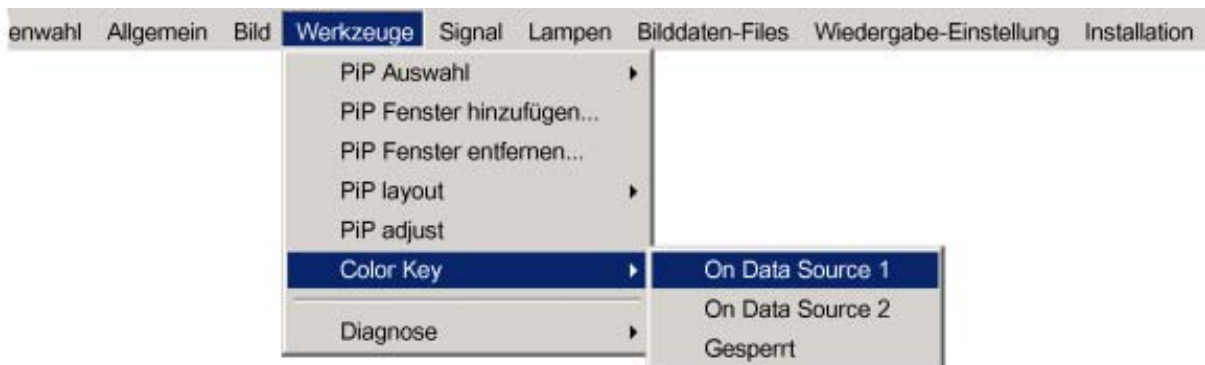 enwahl Allgemein Bild Werkzeuge Signal Lampen Bilddaten-Files Wiedergabe-Einstellung Installation
PiP Auswahl
PiP Fenster hinzufügen...
PiP Fenster entfernen...
PiP layout
PiP adjust
Color Key
On Data Source 1
On Data Source 2
Diagnose
Gesperrt